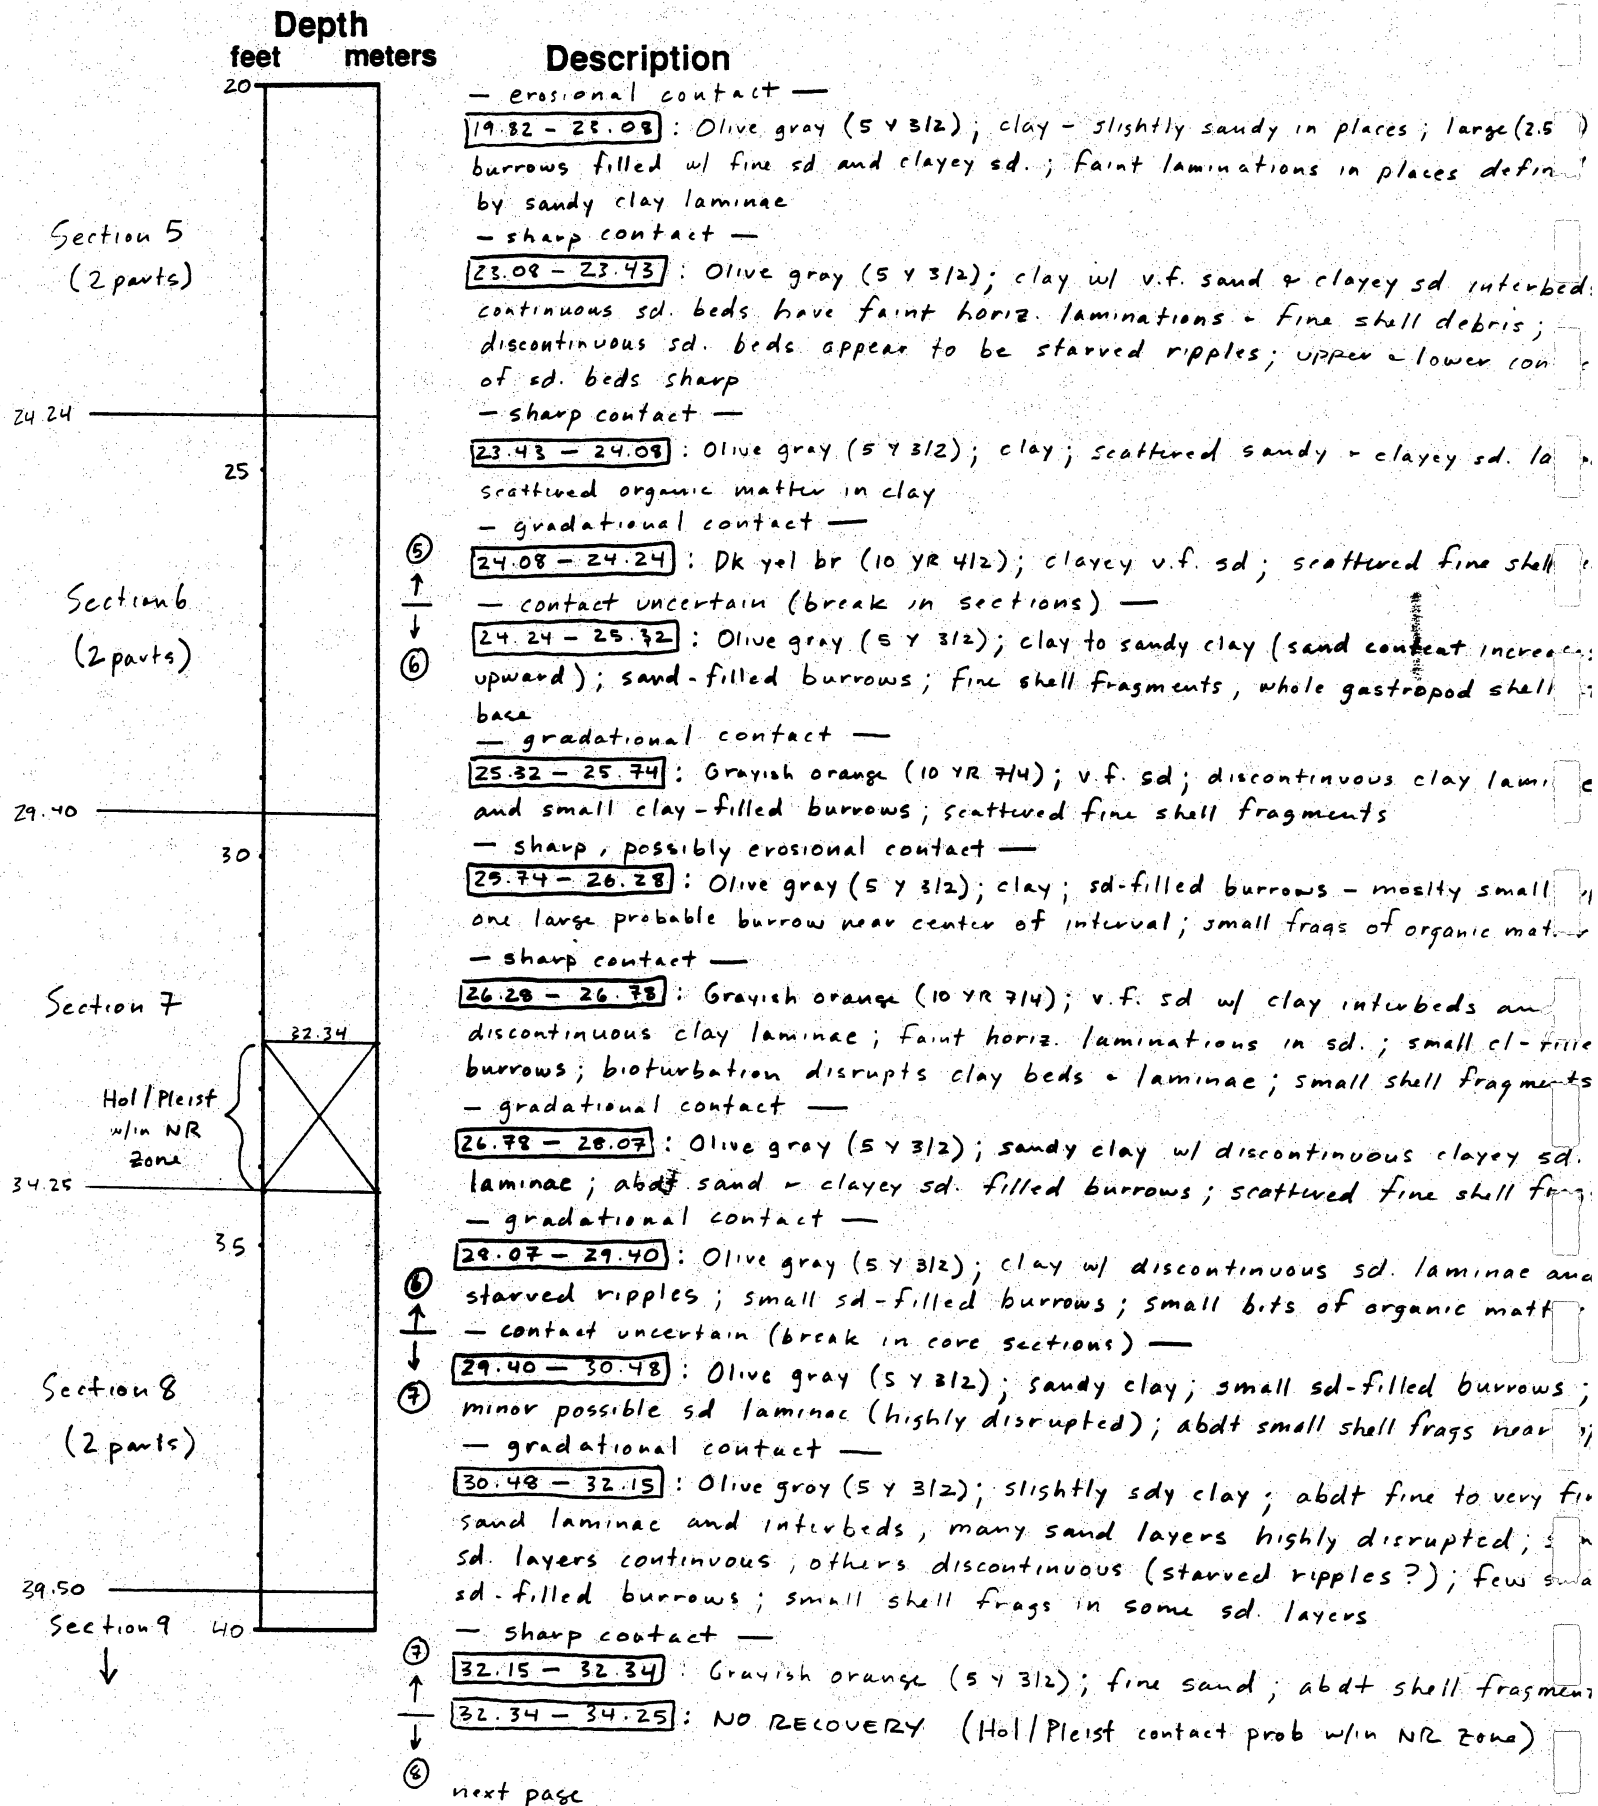 Depth
feet meters Description
20
— erosional contact —
19.82 – 23.08 : Olive gray (5 Y 3/2); clay – slightly sandy in places; large (2.5 )
burrows filled w/ fine sd and clayey sd.; faint laminations in places defin
by sandy clay laminae
— sharp contact —
Section 5
(2 parts)
23.08 – 23.43 : Olive gray (5 Y 3/2); clay w/ v.f. sand & clayey sd interbed
continuous sd. beds have faint horiz. laminations & fine shell debris;
discontinuous sd. beds appear to be starved ripples; upper & lower con
of sd. beds sharp
24.24
— sharp contact —
23.43 – 24.08 : Olive gray (5 Y 3/2); clay; scattered sandy & clayey sd. la
25
scattered organic matter in clay
— gradational contact —
5
24.08 – 24.24 : Dk yel br (10 YR 4/2); clayey v.f. sd; scattered fine shell
Section 6
(2 parts)
— contact uncertain (break in sections) —
24.24 – 25.32 : Olive gray (5 Y 3/2); clay to sandy clay (sand content increas
6
upward); sand-filled burrows; fine shell fragments, whole gastropod shell
base
— gradational contact —
25.32 – 25.74 : Grayish orange (10 YR 7/4); v.f. sd; discontinuous clay lami
29.40
and small clay-filled burrows; scattered fine shell fragments
30
— sharp, possibly erosional contact —
25.74 – 26.28 : Olive gray (5 Y 3/2); clay; sd-filled burrows – moslty small
one large probable burrow near center of interval; small frags of organic mat
— sharp contact —
Section 7
26.28 – 26.78 : Grayish orange (10 YR 7/4); v.f. sd w/ clay interbeds an
32.34
discontinuous clay laminae; faint horiz. laminations in sd.; small cl-fille
burrows; bioturbation disrupts clay beds & laminae; small shell fragments
Hol/Pleist
w/in NR
zone
— gradational contact —
26.78 – 28.07 : Olive gray (5 Y 3/2); sandy clay w/ discontinuous clayey sd.
34.25
laminae; abdt sand & clayey sd. filled burrows; scattered fine shell frag
— gradational contact —
35
28.07 – 29.40 : Olive gray (5 Y 3/2); clay w/ discontinuous sd. laminae and
6
starved ripples; small sd-filled burrows; small bits of organic matt
— contact uncertain (break in core sections) —
29.40 – 30.48 : Olive gray (5 Y 3/2); sandy clay; small sd-filled burrows;
7
Section 8
(2 parts)
minor possible sd laminae (highly disrupted); abdt small shell frags near
— gradational contact —
30.48 – 32.15 : Olive gray (5 Y 3/2); slightly sdy clay; abdt fine to very fin
sand laminae and interbeds, many sand layers highly disrupted;
sd. layers continuous, others discontinuous (starved ripples?); few sma
39.50
sd-filled burrows; small shell frags in some sd. layers
Section 9 40
— sharp contact —
7
32.15 – 32.34 : Grayish orange (5 Y 3/2); fine sand; abdt shell fragment
32.34 – 34.25 : NO RECOVERY (Hol/Pleist contact prob w/in NR zone)
8
next page